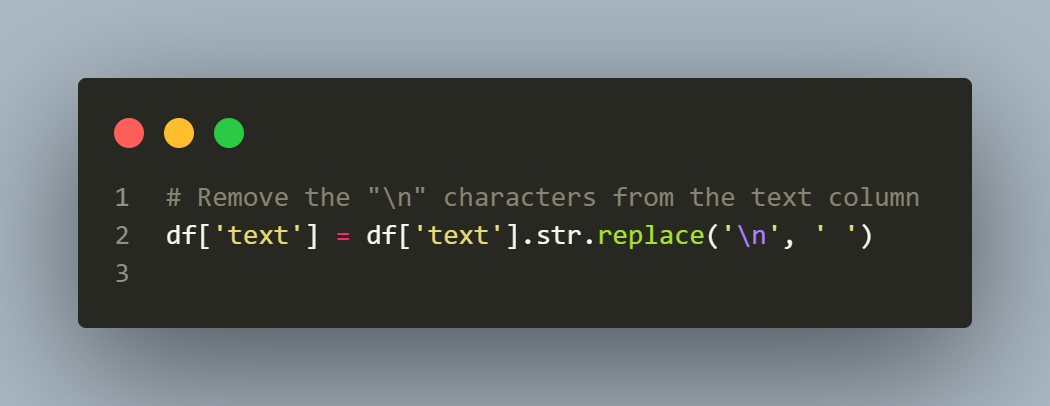 1 # Remove the "\n" characters from the text column
2 df['text'] = df['text'].str.replace('\n', ' ')
3